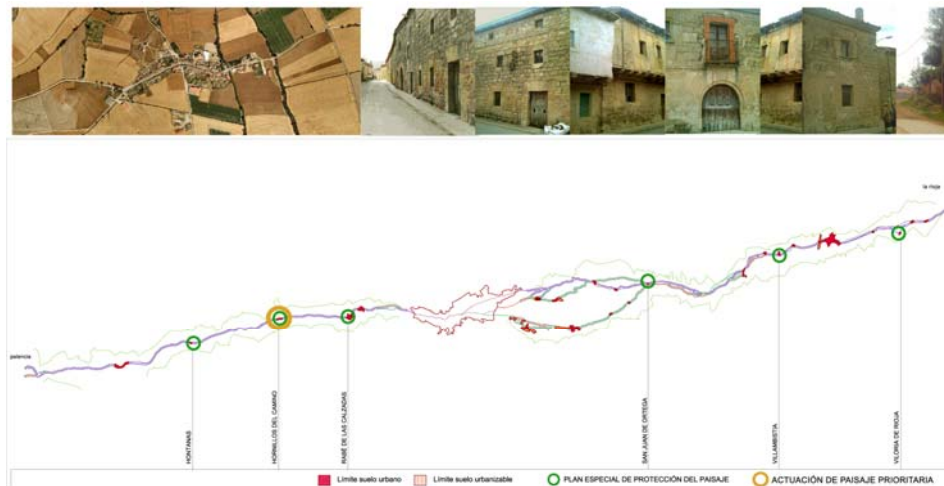 la rioja
palencia
HONTANAS
HORNILLOS DEL CAMINO
RABÉ DE LAS CALZADAS
SAN JUAN DE ORTEGA
VILLAMBISTIA
VILORIA DE RIOJA
Límite suelo urbano
Límite suelo urbanizable
PLAN ESPECIAL DE PROTECCIÓN DEL PAISAJE
ACTUACIÓN DE PAISAJE PRIORITARIA